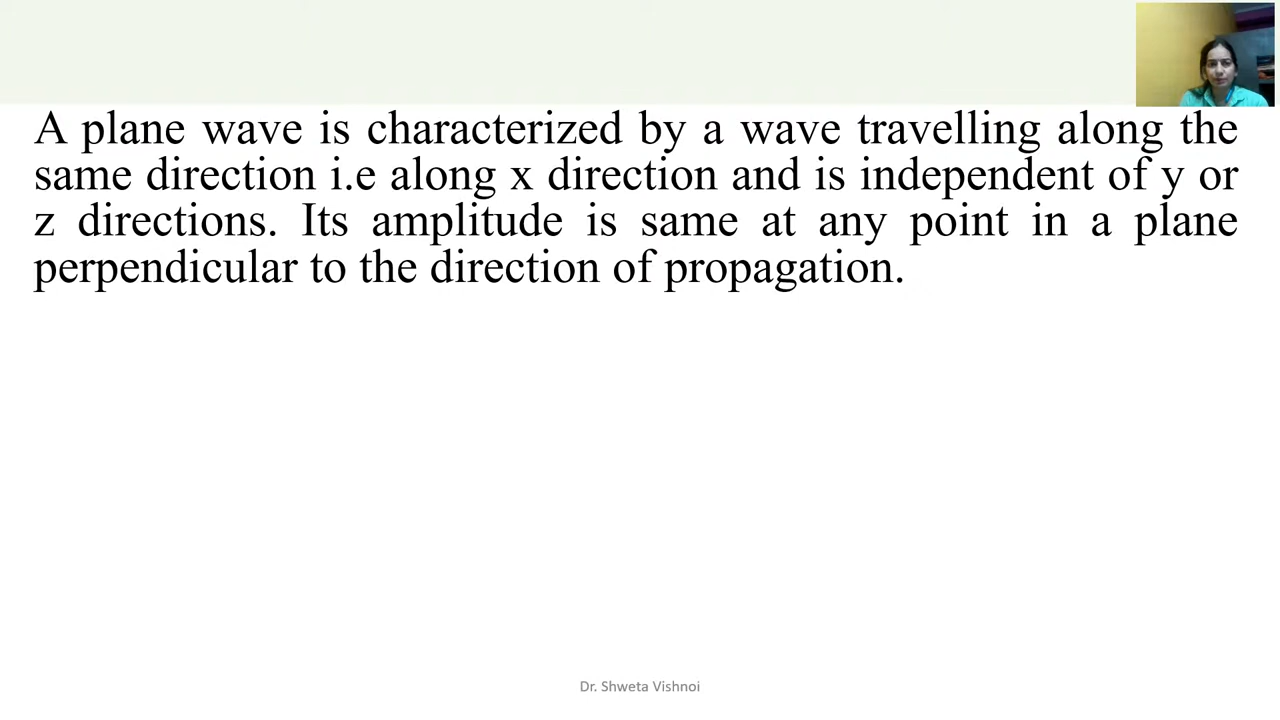 A plane wave is characterized by a wave travelling along the
same direction i.e along x direction and is independent of y or
z directions. Its amplitude is same at any point in a plane
perpendicular to the direction of propagation.
Dr. Shweta Vishnoi